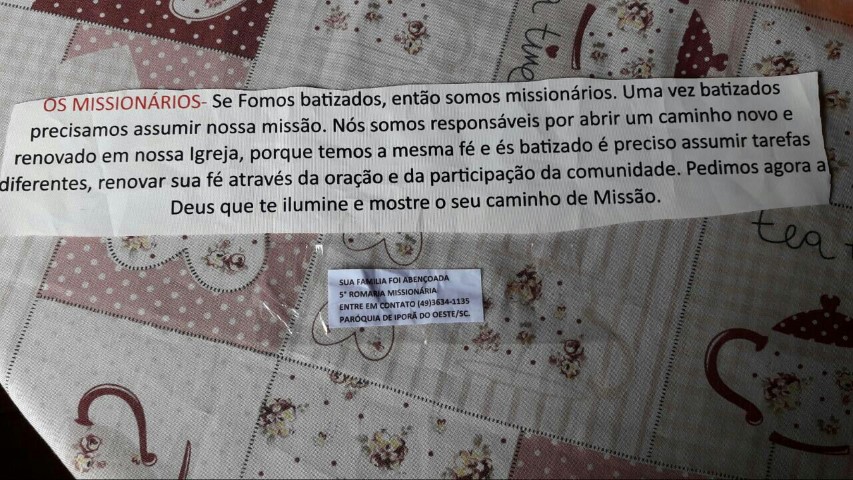 time
OS MISSIONÁRIOS- Se Fomos batizados, então somos missionários. Uma vez batizados
precisamos assumir nossa missão. Nós somos responsáveis por abrir um caminho novo e
renovado em nossa Igreja, porque temos a mesma fé e és batizado é preciso assumir tarefas
diferentes, renovar sua fé através da oração e da participação da comunidade. Pedimos agora a
Deus que te ilumine e mostre o seu caminho de Missão.
tea
SUA FAMILIA FOI ABENÇOADA
5° ROMARIA MISSIONÁRIA
ENTRE EM CONTATO (49)3634-1135
PARÓQUIA DE IPORÃ DO OESTE/SC.